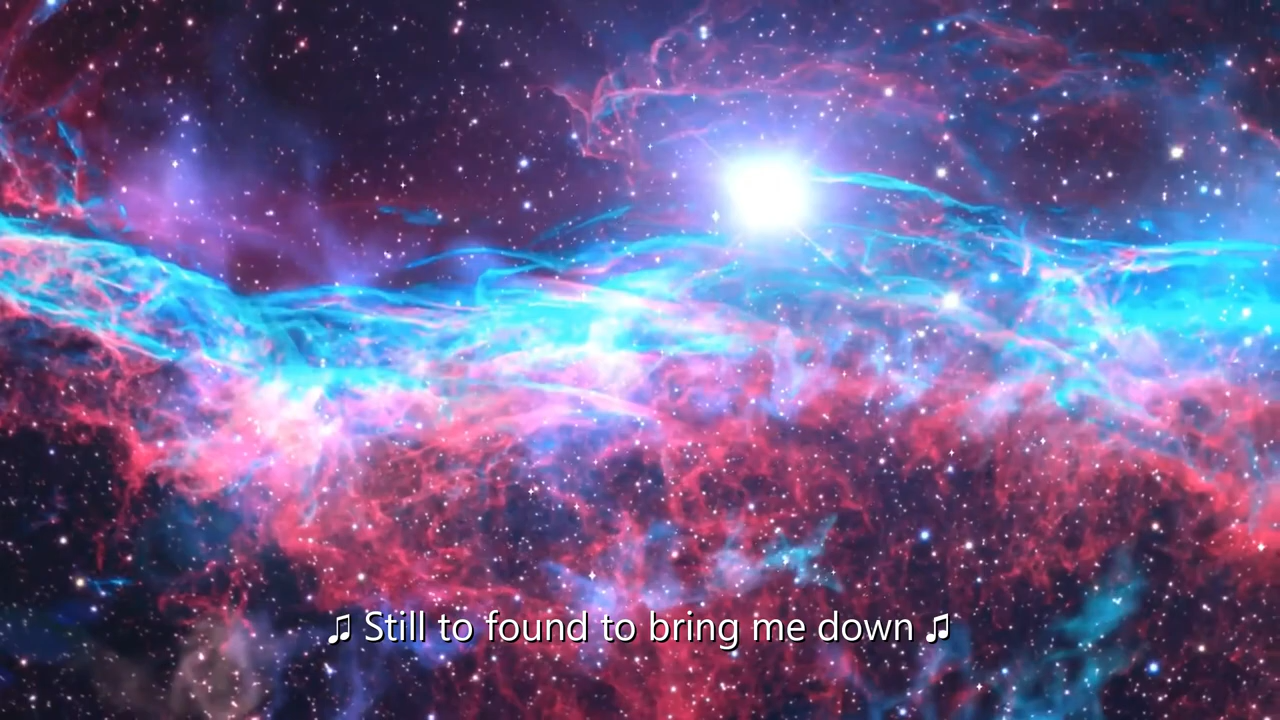 ♫ Still to found to bring me down ♫